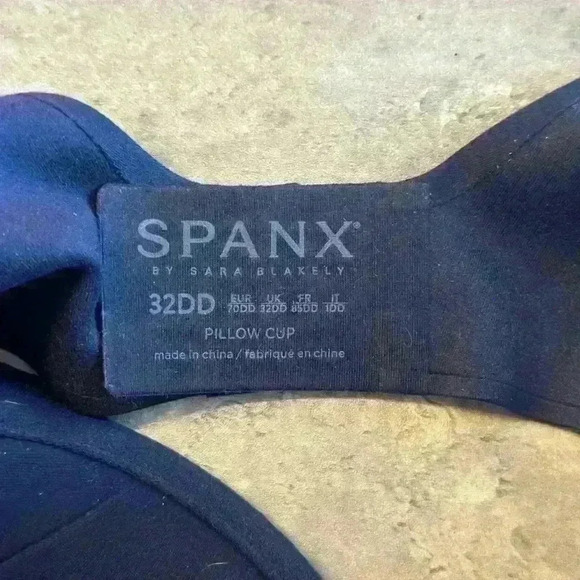 SPANX®
BY SARA BLAKELY
32DD EUR 70DD UK 32DD FR 85DD IT 1DD
PILLOW CUP
made in china / fabriqué en chine